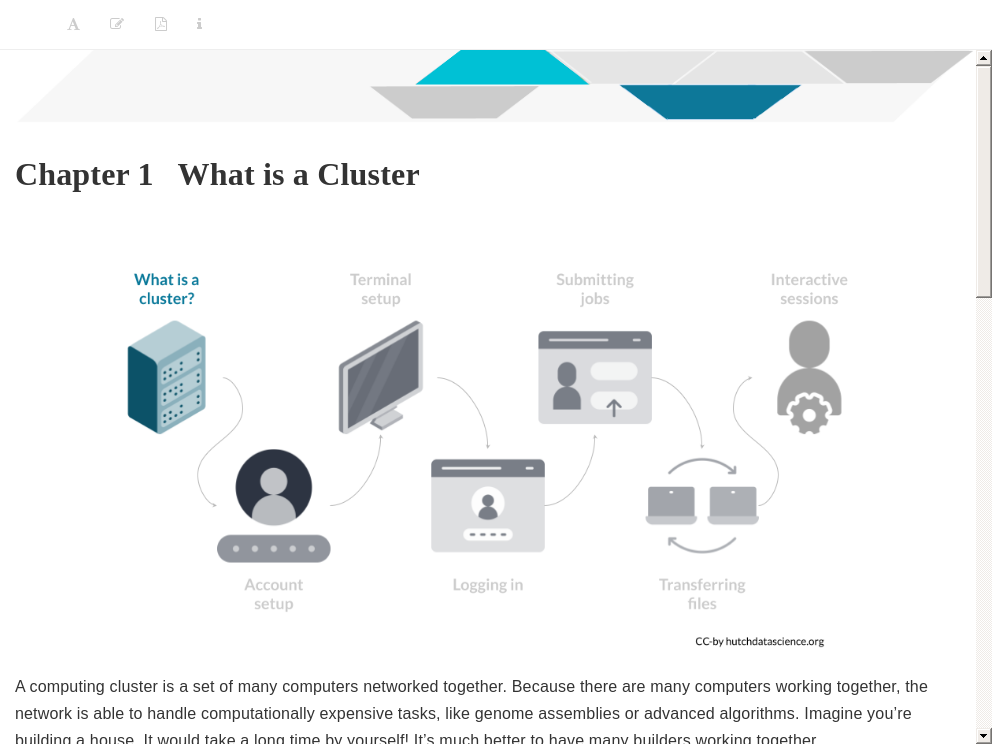 A
Chapter 1 What is a Cluster
What is a
cluster?
Terminal
setup
Submitting
jobs
Interactive
sessions
Account
setup
Logging in
Transferring
files
CC-by hutchdatascience.org
A computing cluster is a set of many computers networked together. Because there are many computers working together, the
network is able to handle computationally expensive tasks, like genome assemblies or advanced algorithms. Imagine you’re
building a house. It would take a long time by yourself! It’s much better to have many builders working together.